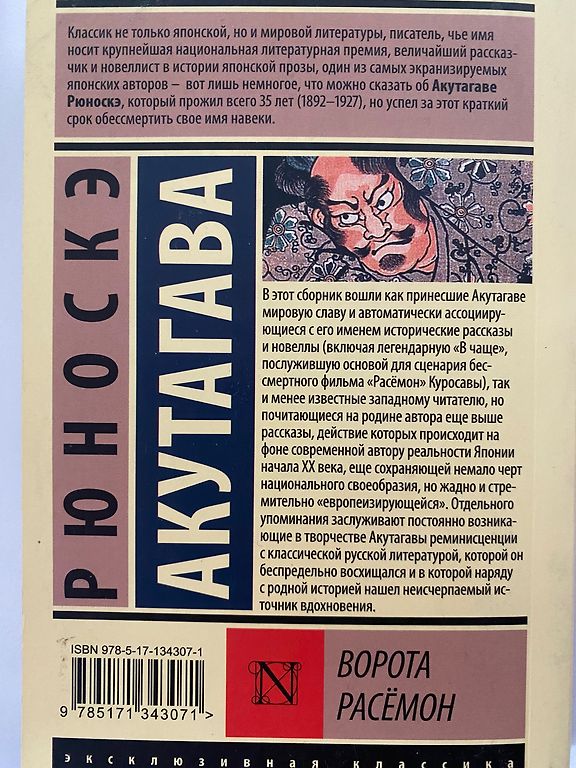 Классик не только японской, но и мировой литературы, писатель, чье имя
носит крупнейшая национальная литературная премия, величайший рассказ-
чик и новеллист в истории японской прозы, один из самых экранизируемых
японских авторов – вот лишь немногое, что можно сказать об Акутагаве
Рюноскэ, который прожил всего 35 лет (1892–1927), но успел за этот краткий
срок обессмертить свое имя навеки.
РЮНОСКЭ
АКУТАГАВА
В этот сборник вошли как принесшие Акутагаве
мировую славу и автоматически ассоцииру-
ющиеся с его именем исторические рассказы
и новеллы (включая легендарную «В чаще»,
послужившую основой для сценария бес-
смертного фильма «Расёмон» Куросавы), так
и менее известные западному читателю, но
почитающиеся на родине автора еще выше
рассказы, действие которых происходит на
фоне современной автору реальности Японии
начала XX века, еще сохраняющей немало черт
национального своеобразия, но жадно и стре-
мительно «европеизирующейся». Отдельного
упоминания заслуживают постоянно возникаю-
щие в творчестве Акутагавы реминисценции
с классической русской литературой, которой он
беспредельно восхищался и в которой наряду
с родной историей нашел неисчерпаемый ис-
точник вдохновения.
ISBN 978-5-17-134307-1
9 785171 343071 >
N
ВОРОТА
РАСЁМОН
эксклюзивная классика